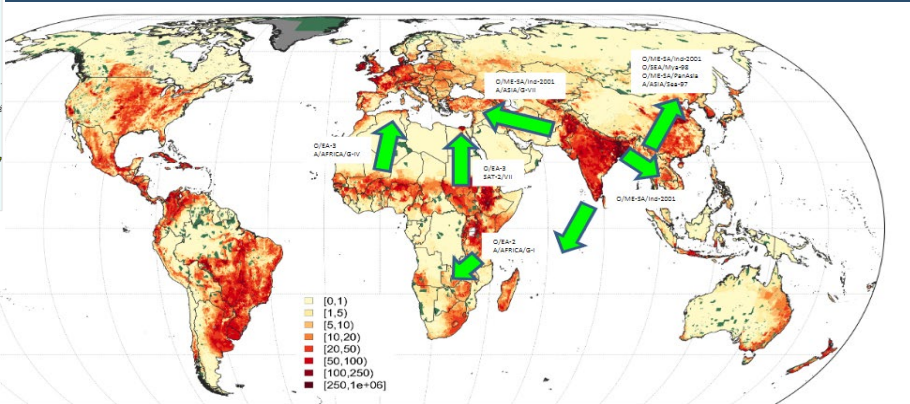 O/ME-SA/Ind-2001
O/SEA/Mya-98
O/ME-SA/PanAsia
A/ASIA/Sea-97
O/ME-SA/Ind-2001
A/ASIA/G-VII
O/EA-3
A/AFRICA/G-IV
O/EA-3
SAT-2/VII
O/ME-SA/Ind-2001
O/EA-2
A/AFRICA/G-I
[0,1)
[1,5)
[5,10)
[10,20)
[20,50)
[50,100)
[100,250)
[250,1e+06]